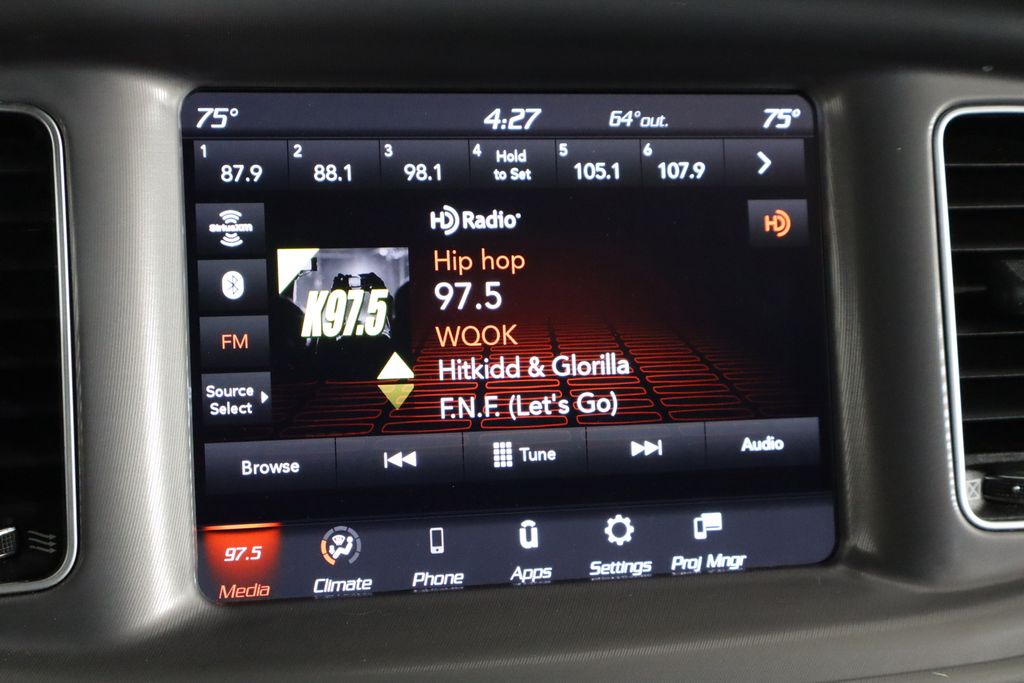 75° 4:27 64° out. 75°
1 87.9 2 88.1 3 98.1 4 Hold to Set 5 105.1 6 107.9
SiriusXM
HD Radio
HD
Hip hop
97.5
K97.5
FM
WQOK
Hitkidd & Glorilla
Source Select
F.N.F. (Let's Go)
Browse Tune Audio
97.5
Media Climate Phone Apps Settings Proj Mngr